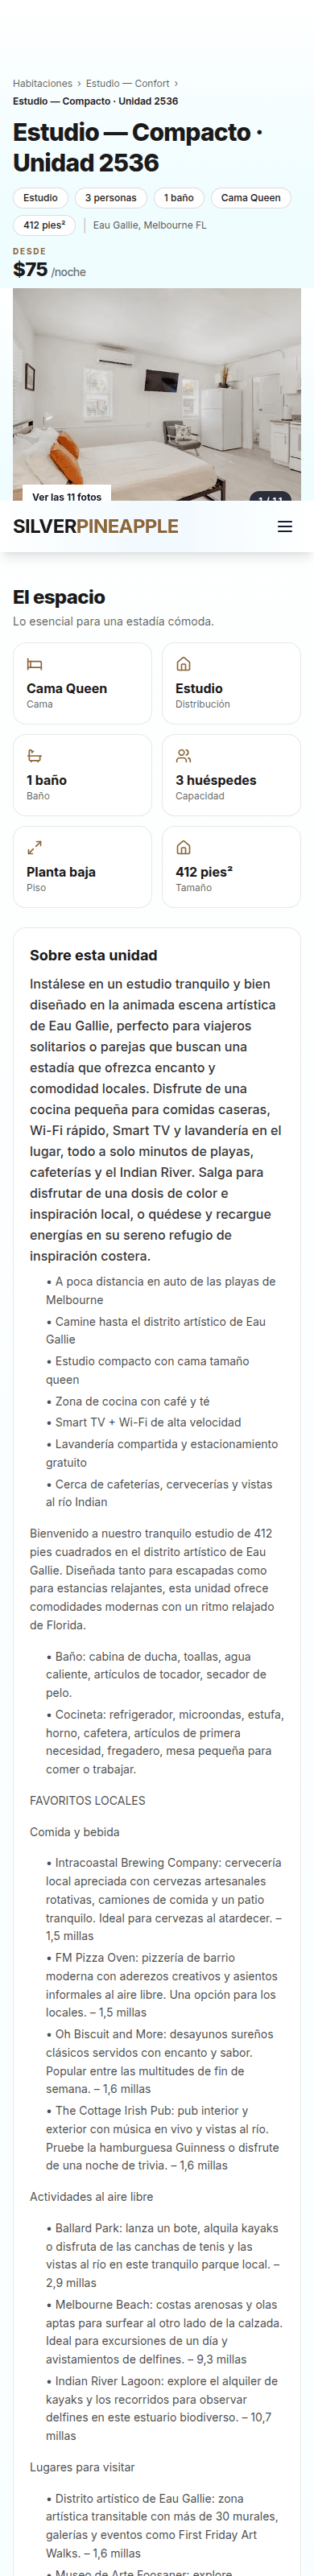 Habitaciones › Estudio — Confort ›
Estudio — Compacto · Unidad 2536
Estudio — Compacto ·
Unidad 2536
Estudio
3 personas
1 baño
Cama Queen
412 pies²
Eau Gallie, Melbourne FL
DESDE
$75 /noche
Ver las 11 fotos
1 / 11
SILVERPINEAPPLE
El espacio
Lo esencial para una estadía cómoda.
Cama Queen
Cama
Estudio
Distribución
1 baño
Baño
3 huéspedes
Capacidad
Planta baja
Piso
412 pies²
Tamaño
Sobre esta unidad
Instálese en un estudio tranquilo y bien
diseñado en la animada escena artística
de Eau Gallie, perfecto para viajeros
solitarios o parejas que buscan una
estadía que ofrezca encanto y
comodidad locales. Disfrute de una
cocina pequeña para comidas caseras,
Wi-Fi rápido, Smart TV y lavandería en el
lugar, todo a solo minutos de playas,
cafeterías y el Indian River. Salga para
disfrutar de una dosis de color e
inspiración local, o quédese y recargue
energías en su sereno refugio de
inspiración costera.
• A poca distancia en auto de las playas de
Melbourne
• Camine hasta el distrito artístico de Eau
Gallie
• Estudio compacto con cama tamaño
queen
• Zona de cocina con café y té
• Smart TV + Wi-Fi de alta velocidad
• Lavandería compartida y estacionamiento
gratuito
• Cerca de cafeterías, cervecerías y vistas
al río Indian
Bienvenido a nuestro tranquilo estudio de 412
pies cuadrados en el distrito artístico de Eau
Gallie. Diseñada tanto para escapadas como
para estancias relajantes, esta unidad ofrece
comodidades modernas con un ritmo relajado
de Florida.
• Baño: cabina de ducha, toallas, agua
caliente, artículos de tocador, secador de
pelo.
• Cocineta: refrigerador, microondas, estufa,
horno, cafetera, artículos de primera
necesidad, fregadero, mesa pequeña para
comer o trabajar.
FAVORITOS LOCALES
Comida y bebida
• Intracoastal Brewing Company: cervecería
local apreciada con cervezas artesanales
rotativas, camiones de comida y un patio
tranquilo. Ideal para cervezas al atardecer. –
1,5 millas
• FM Pizza Oven: pizzería de barrio
moderna con aderezos creativos y asientos
informales al aire libre. Una opción para los
locales. – 1,5 millas
• Oh Biscuit and More: desayunos sureños
clásicos servidos con encanto y sabor.
Popular entre las multitudes de fin de
semana. – 1,6 millas
• The Cottage Irish Pub: pub interior y
exterior con música en vivo y vistas al río.
Pruebe la hamburguesa Guinness o disfrute
de una noche de trivia. – 1,6 millas
Actividades al aire libre
• Ballard Park: lanza un bote, alquila kayaks
o disfruta de las canchas de tenis y las
vistas al río en este tranquilo parque local. –
2,9 millas
• Melbourne Beach: costas arenosas y olas
aptas para surfear al otro lado de la calzada.
Ideal para excursiones de un día y
avistamientos de delfines. – 9,3 millas
• Indian River Lagoon: explore el alquiler de
kayaks y los recorridos para observar
delfines en este estuario biodiverso. – 10,7
millas
Lugares para visitar
• Distrito artístico de Eau Gallie: zona
artística transitable con más de 30 murales,
galerías y eventos como First Friday Art
Walks. – 1,6 millas
• Museo de Arte Foosaner: explore